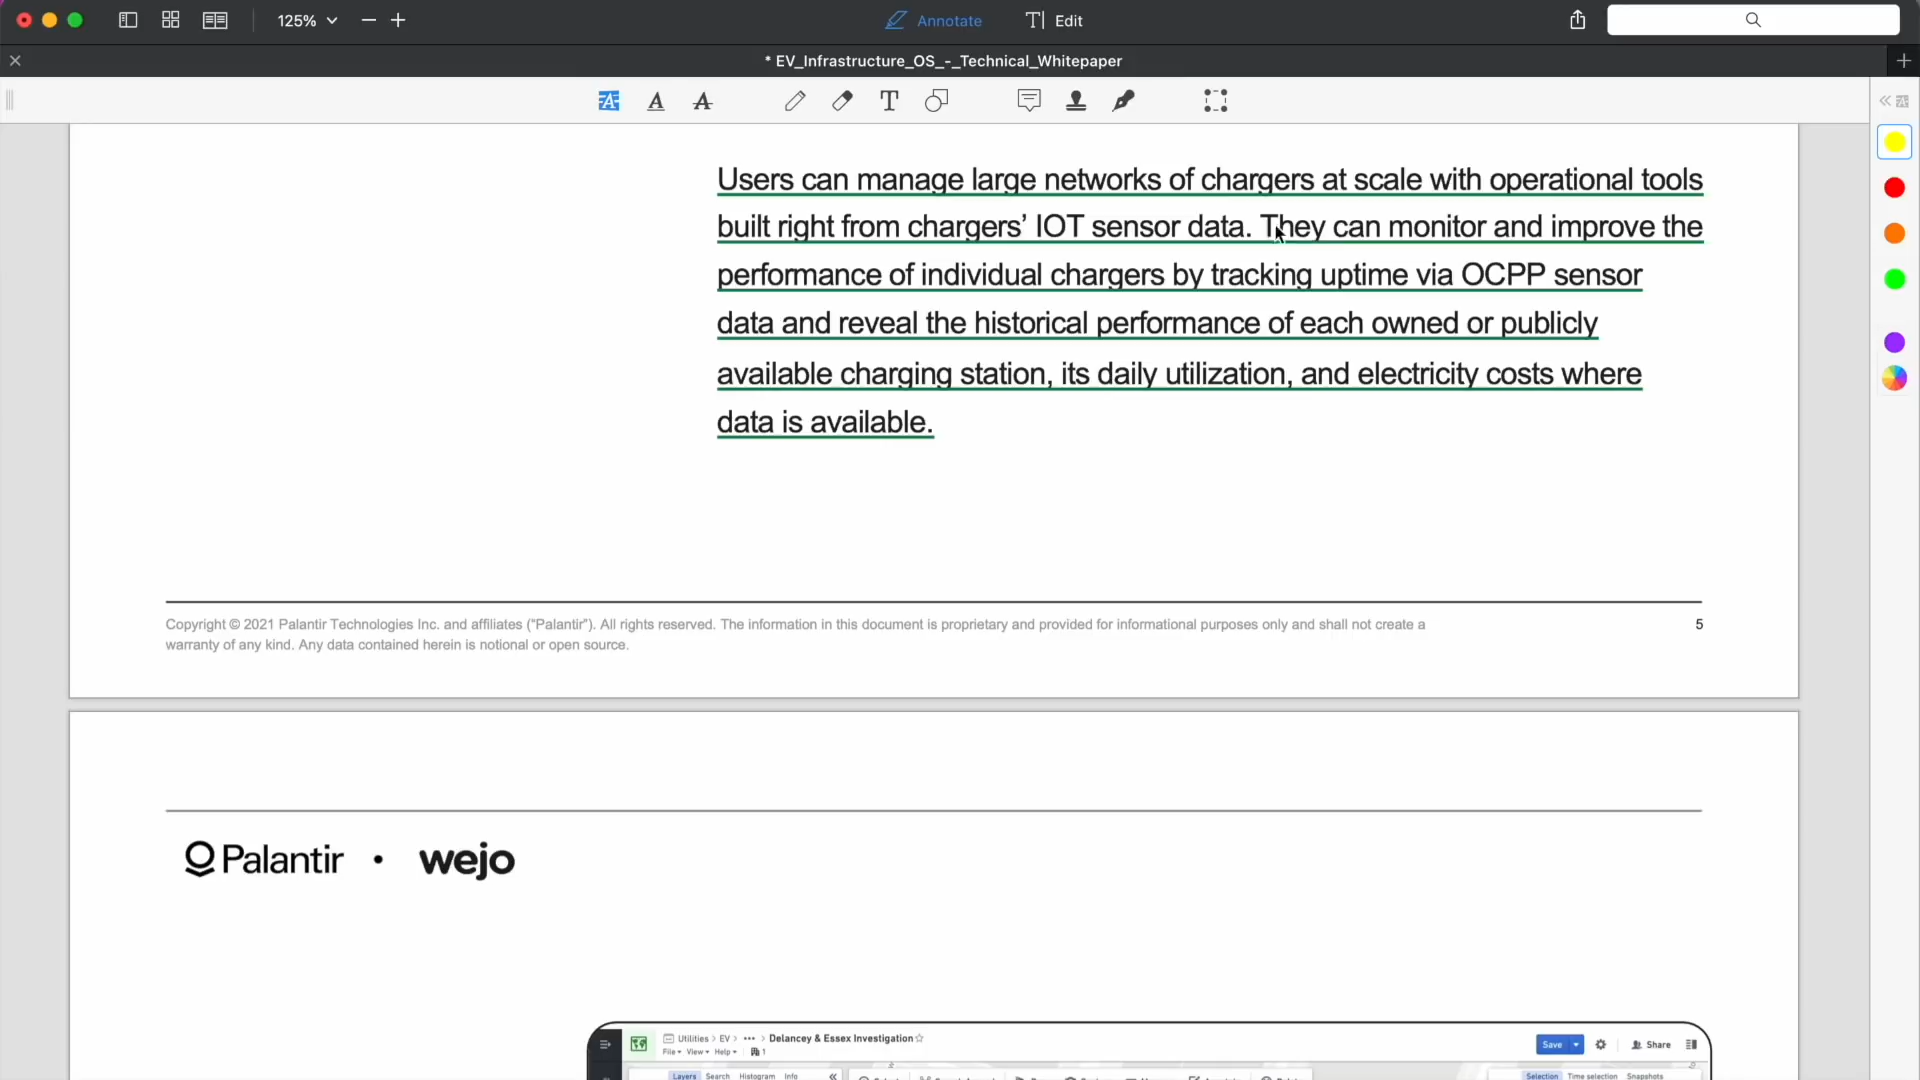 125%
Annotate
Edit
* EV_Infrastructure_OS_-_Technical_Whitepaper
Users can manage large networks of chargers at scale with operational tools
built right from chargers’ IOT sensor data. They can monitor and improve the
performance of individual chargers by tracking uptime via OCPP sensor
data and reveal the historical performance of each owned or publicly
available charging station, its daily utilization, and electricity costs where
data is available.
Copyright © 2021 Palantir Technologies Inc. and affiliates (“Palantir”). All rights reserved. The information in this document is proprietary and provided for informational purposes only and shall not create a
warranty of any kind. Any data contained herein is notional or open source.
5
Palantir • wejo
Utilities > EV > ••• > Delancey & Essex Investigation
File View Help 1
Save
Share
Layers Search Histogram Info
Selection Time selection Snapshots